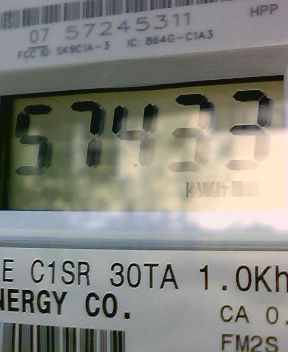 HPP
07 57245311
FCC ID: SK9C1A-3 IC: 864G-C1A3
57433
kWh
E C1SR 30TA 1.0Kh
NERGY CO.
CA 0.
FM2S